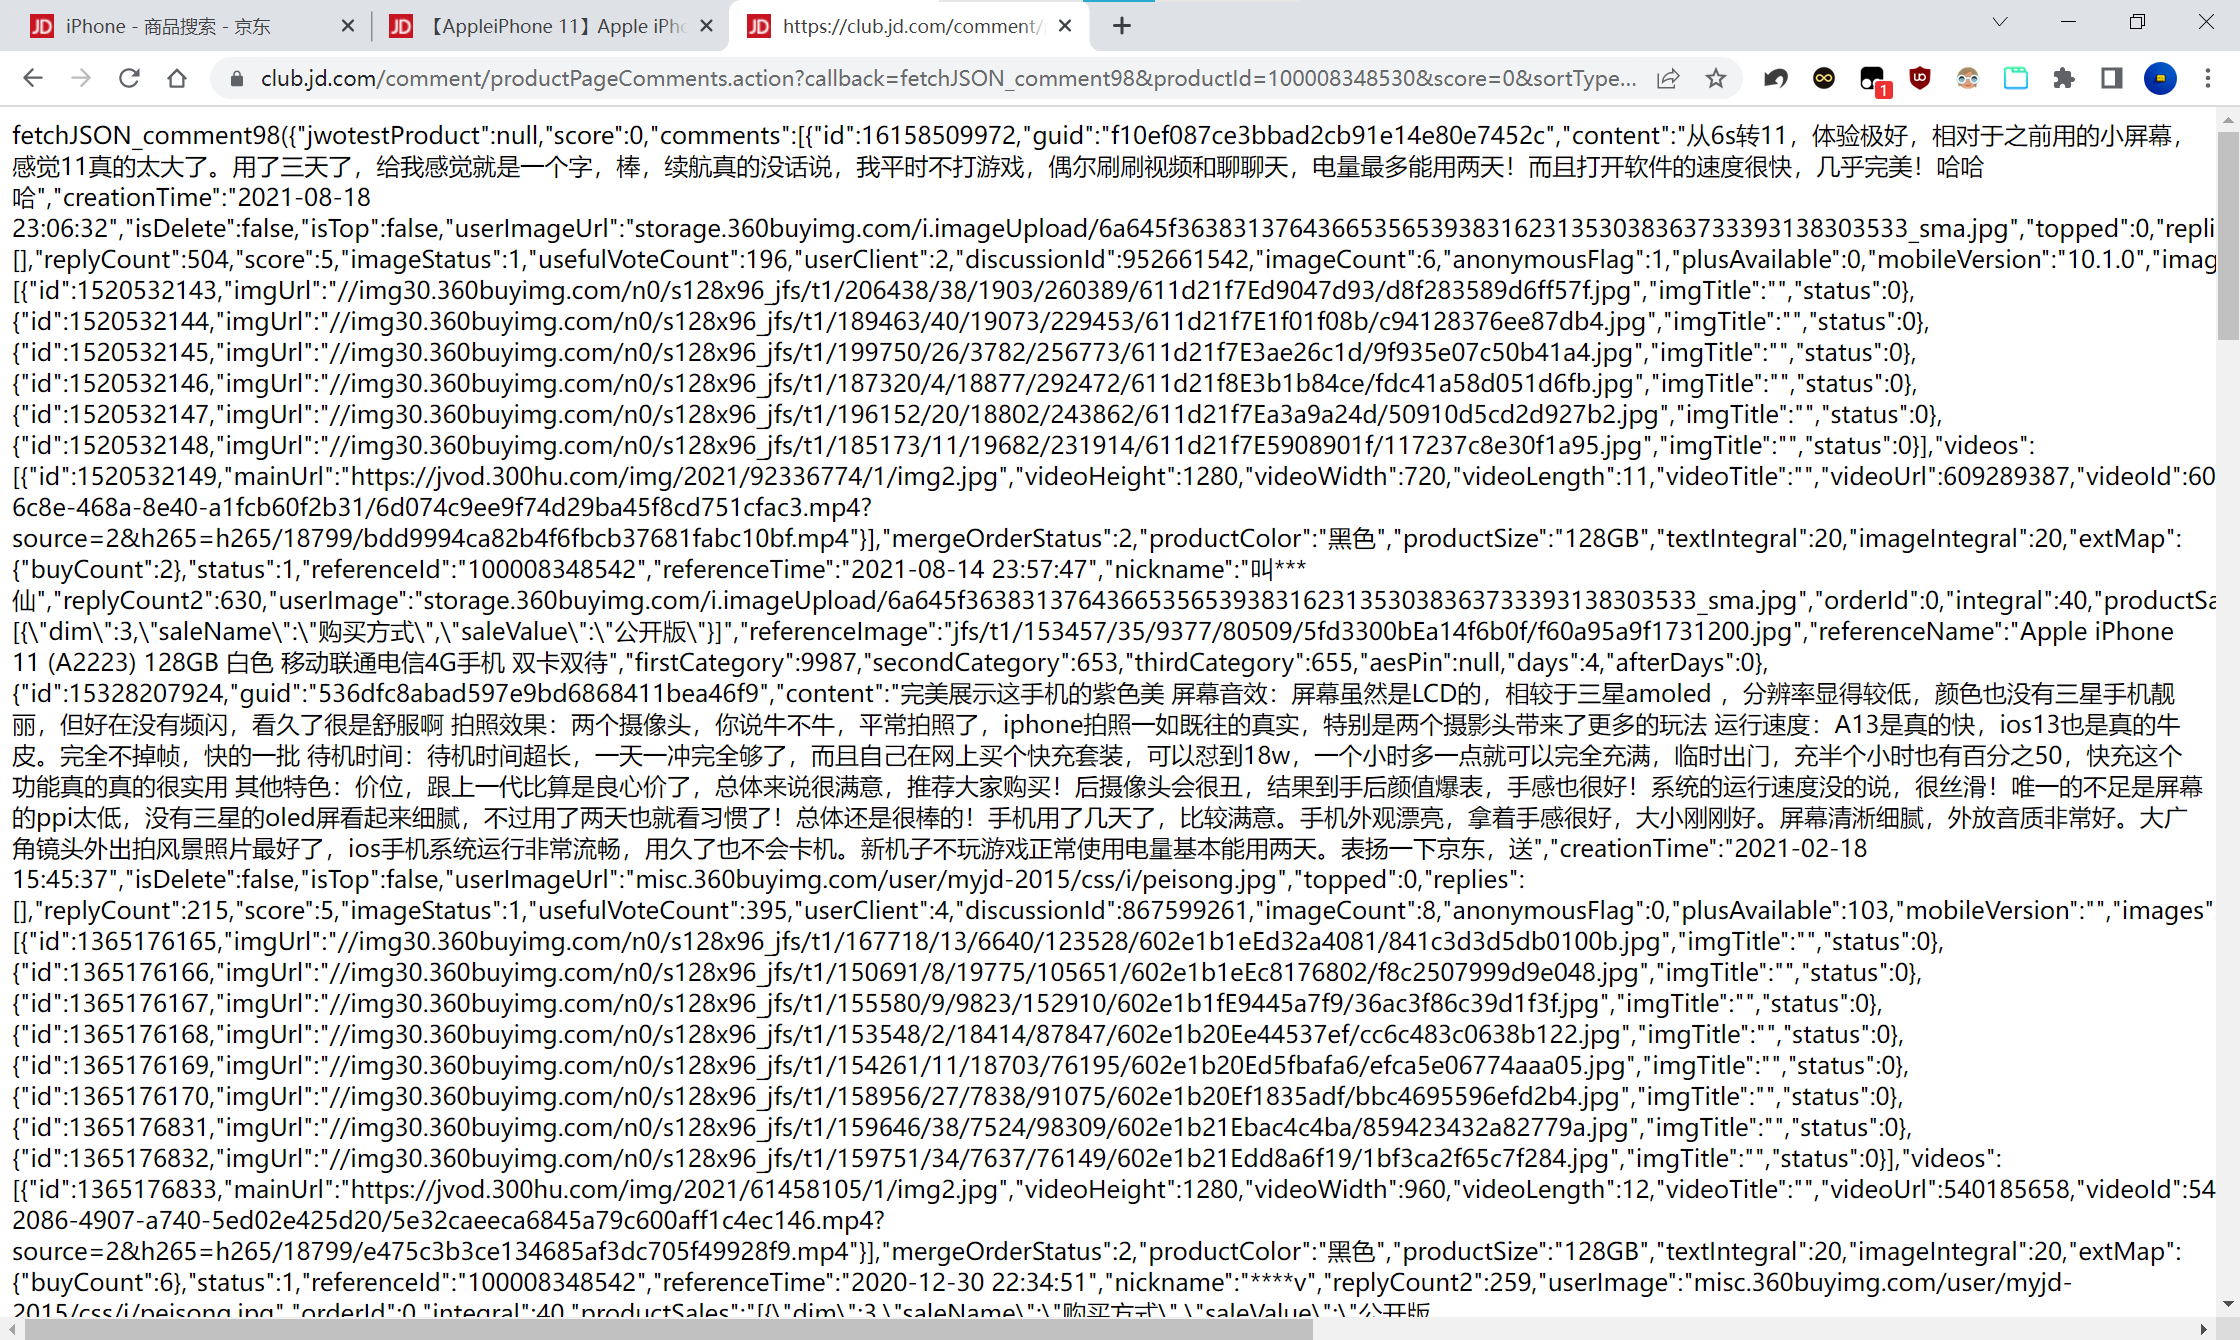 iPhone - 商品搜索 - 京东
【AppleiPhone 11】Apple iPho
https://club.jd.com/comment/
club.jd.com/comment/productPageComments.action?callback=fetchJSON_comment98&productId=100008348530&score=0&sortType...
1
fetchJSON_comment98({"jwotestProduct":null,"score":0,"comments":[{"id":16158509972,"guid":"f10ef087ce3bbad2cb91e14e80e7452c","content":"从6s转11，体验极好，相对于之前用的小屏幕，
感觉11真的太大了。用了三天了，给我感觉就是一个字，棒，续航真的没话说，我平时不打游戏，偶尔刷刷视频和聊聊天，电量最多能用两天！而且打开软件的速度很快，几乎完美！哈哈
哈","creationTime":"2021-08-18
23:06:32","isDelete":false,"isTop":false,"userImageUrl":"storage.360buyimg.com/i.imageUpload/6a645f363831376436653565393831623135303836373339313830​3533_sma.jpg","topped":0,"repli
[],"replyCount":504,"score":5,"imageStatus":1,"usefulVoteCount":196,"userClient":2,"discussionId":952661542,"imageCount":6,"anonymousFlag":1,"plusAvailable":0,"mobileVersion":"10.1.0","imag
[{"id":1520532143,"imgUrl":"//img30.360buyimg.com/n0/s128x96_jfs/t1/206438/38/1903/260389/611d21f7Ed9047d93/d8f283589d6ff57f.jpg","imgTitle":"","status":0},
{"id":1520532144,"imgUrl":"//img30.360buyimg.com/n0/s128x96_jfs/t1/189463/40/19073/229453/611d21f7E1f01f08b/c94128376ee87db4.jpg","imgTitle":"","status":0},
{"id":1520532145,"imgUrl":"//img30.360buyimg.com/n0/s128x96_jfs/t1/199750/26/3782/256773/611d21f7E3ae26c1d/9f935e07c50b41a4.jpg","imgTitle":"","status":0},
{"id":1520532146,"imgUrl":"//img30.360buyimg.com/n0/s128x96_jfs/t1/187320/4/18877/292472/611d21f8E3b1b84ce/fdc41a58d051d6fb.jpg","imgTitle":"","status":0},
{"id":1520532147,"imgUrl":"//img30.360buyimg.com/n0/s128x96_jfs/t1/196152/20/18802/243862/611d21f7Ea3a9a24d/50910d5cd2d927b2.jpg","imgTitle":"","status":0},
{"id":1520532148,"imgUrl":"//img30.360buyimg.com/n0/s128x96_jfs/t1/185173/11/19682/231914/611d21f7E5908901f/117237c8e30f1a95.jpg","imgTitle":"","status":0}],"videos":
[{"id":1520532149,"mainUrl":"https://jvod.300hu.com/img/2021/92336774/1/img2.jpg","videoHeight":1280,"videoWidth":720,"videoLength":11,"videoTitle":"","videoUrl":609289387,"videoId":60
6c8e-468a-8e40-a1fcb60f2b31/6d074c9ee9f74d29ba45f8cd751cfac3.mp4?
source=2&h265=h265/18799/bdd9994ca82b4f6fbcb37681fabc10bf.mp4"}],"mergeOrderStatus":2,"productColor":"黑色","productSize":"128GB","textIntegral":20,"imageIntegral":20,"extMap":
{"buyCount":2},"status":1,"referenceId":"100008348542","referenceTime":"2021-08-14 23:57:47","nickname":"叫***
仙","replyCount2":630,"userImage":"storage.360buyimg.com/i.imageUpload/6a645f3638313764366535653938316231353038363733393138303533_sma.jpg","orderId":0,"integral":40,"productSa
[{\"dim\":3,\"saleName\":\"购买方式\",\"saleValue\":\"公开版\"}]","referenceImage":"jfs/t1/153457/35/9377/80509/5fd3300bEa14f6b0f/f60a95a9f1731200.jpg","referenceName":"Apple iPhone
11 (A2223) 128GB 白色 移动联通电信4G手机 双卡双待","firstCategory":9987,"secondCategory":653,"thirdCategory":655,"aesPin":null,"days":4,"afterDays":0},
{"id":15328207924,"guid":"536dfc8abad597e9bd6868411bea46f9","content":"完美展示这手机的紫色美 屏幕音效：屏幕虽然是LCD的，相较于三星amoled ，分辨率显得较低，颜色也没有三星手机靓
丽，但好在没有频闪，看久了很是舒服啊 拍照效果：两个摄像头，你说牛不牛，平常拍照了，iphone拍照一如既往的真实，特别是两个摄影头带来了更多的玩法 运行速度：A13是真的快，ios13也是真的牛
皮。完全不掉帧，快的一批 待机时间：待机时间超长，一天一冲完全够了，而且自己在网上买个快充套装，可以怼到18w，一个小时多一点就可以完全充满，临时出门，充半个小时也有百分之50，快充这个
功能真的真的很实用 其他特色：价位，跟上一代比算是良心价了，总体来说很满意，推荐大家购买！后摄像头会很丑，结果到手后颜值爆表，手感也很好！系统的运行速度没的说，很丝滑！唯一的不足是屏幕
的ppi太低，没有三星的oled屏看起来细腻，不过用了两天也就看习惯了！总体还是很棒的！手机用了几天了，比较满意。手机外观漂亮，拿着手感很好，大小刚刚好。屏幕清淅细腻，外放音质非常好。大广
角镜头外出拍风景照片最好了，ios手机系统运行非常流畅，用久了也不会卡机。新机子不玩游戏正常使用电量基本能用两天。表扬一下京东，送","creationTime":"2021-02-18
15:45:37","isDelete":false,"isTop":false,"userImageUrl":"misc.360buyimg.com/user/myjd-2015/css/i/peisong.jpg","topped":0,"replies":
[],"replyCount":215,"score":5,"imageStatus":1,"usefulVoteCount":395,"userClient":4,"discussionId":867599261,"imageCount":8,"anonymousFlag":0,"plusAvailable":103,"mobileVersion":"","images"
[{"id":1365176165,"imgUrl":"//img30.360buyimg.com/n0/s128x96_jfs/t1/167718/13/6640/123528/602e1b1eEd32a4081/841c3d3d5db0100b.jpg","imgTitle":"","status":0},
{"id":1365176166,"imgUrl":"//img30.360buyimg.com/n0/s128x96_jfs/t1/150691/8/19775/105651/602e1b1eEc8176802/f8c2507999d9e048.jpg","imgTitle":"","status":0},
{"id":1365176167,"imgUrl":"//img30.360buyimg.com/n0/s128x96_jfs/t1/155580/9/9823/152910/602e1b1fE9445a7f9/36ac3f86c39d1f3f.jpg","imgTitle":"","status":0},
{"id":1365176168,"imgUrl":"//img30.360buyimg.com/n0/s128x96_jfs/t1/153548/2/18414/87847/602e1b20Ee44537ef/cc6c483c0638b122.jpg","imgTitle":"","status":0},
{"id":1365176169,"imgUrl":"//img30.360buyimg.com/n0/s128x96_jfs/t1/154261/11/18703/76195/602e1b20Ed5fbafa6/efca5e06774aaa05.jpg","imgTitle":"","status":0},
{"id":1365176170,"imgUrl":"//img30.360buyimg.com/n0/s128x96_jfs/t1/158956/27/7838/91075/602e1b20Ef1835adf/bbc4695596efd2b4.jpg","imgTitle":"","status":0},
{"id":1365176831,"imgUrl":"//img30.360buyimg.com/n0/s128x96_jfs/t1/159646/38/7524/98309/602e1b21Ebac4c4ba/859423432a82779a.jpg","imgTitle":"","status":0},
{"id":1365176832,"imgUrl":"//img30.360buyimg.com/n0/s128x96_jfs/t1/159751/34/7637/76149/602e1b21Edd8a6f19/1bf3ca2f65c7f284.jpg","imgTitle":"","status":0}],"videos":
[{"id":1365176833,"mainUrl":"https://jvod.300hu.com/img/2021/61458105/1/img2.jpg","videoHeight":1280,"videoWidth":960,"videoLength":12,"videoTitle":"","videoUrl":540185658,"videoId":54
2086-4907-a740-5ed02e425d20/5e32caeeca6845a79c600aff1c4ec146.mp4?
source=2&h265=h265/18799/e475c3b3ce134685af3dc705f49928f9.mp4"}],"mergeOrderStatus":2,"productColor":"黑色","productSize":"128GB","textIntegral":20,"imageIntegral":20,"extMap":
{"buyCount":6},"status":1,"referenceId":"100008348542","referenceTime":"2020-12-30 22:34:51","nickname":"****v","replyCount2":259,"userImage":"misc.360buyimg.com/user/myjd-
2015/css/i/peisong.jpg","orderId":0,"integral":40,"productSales":"[{\"dim\":3,\"saleName\":\"购买方式\",\"saleValue\":\"公开版